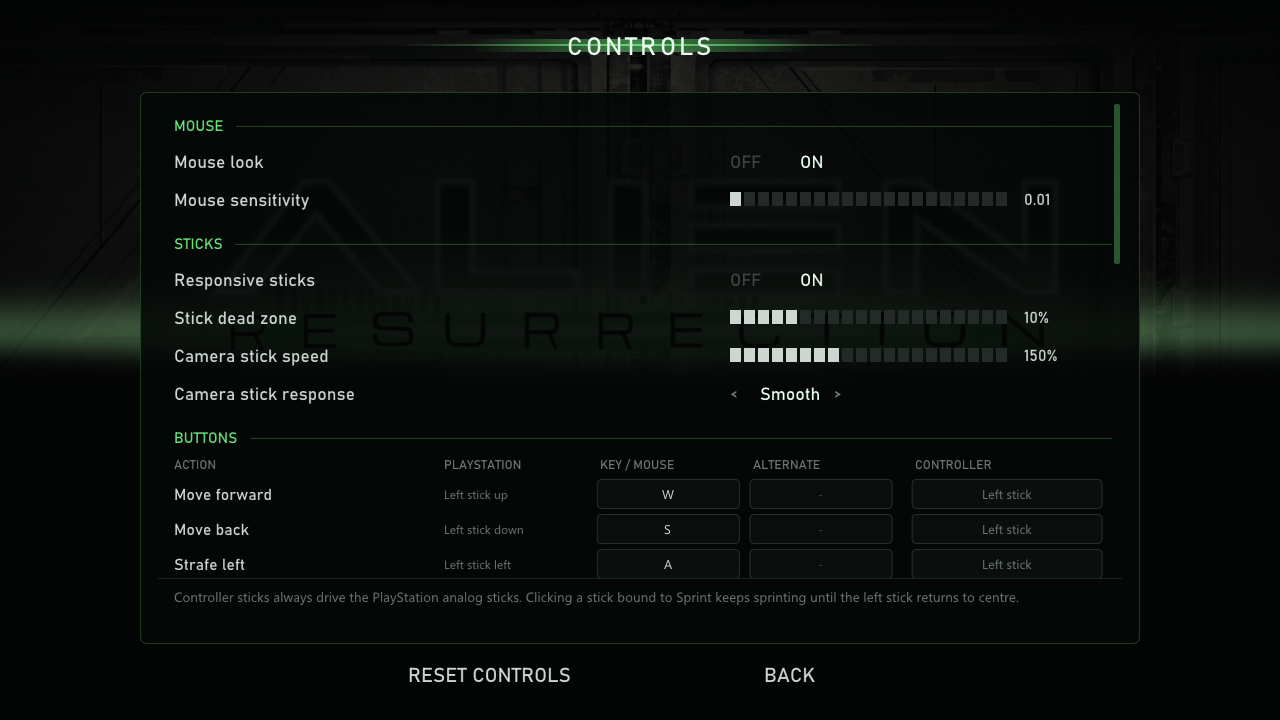 CONTROLS
MOUSE
Mouse look OFF ON
Mouse sensitivity 0.01
STICKS
Responsive sticks OFF ON
Stick dead zone 10%
Camera stick speed 150%
Camera stick response < Smooth >
ALIEN
RESURRECTION
BUTTONS
ACTION PLAYSTATION KEY / MOUSE ALTERNATE CONTROLLER
Move forward Left stick up W - Left stick
Move back Left stick down S - Left stick
Strafe left Left stick left A - Left stick
Controller sticks always drive the PlayStation analog sticks. Clicking a stick bound to Sprint keeps sprinting until the left stick returns to centre.
RESET CONTROLS BACK